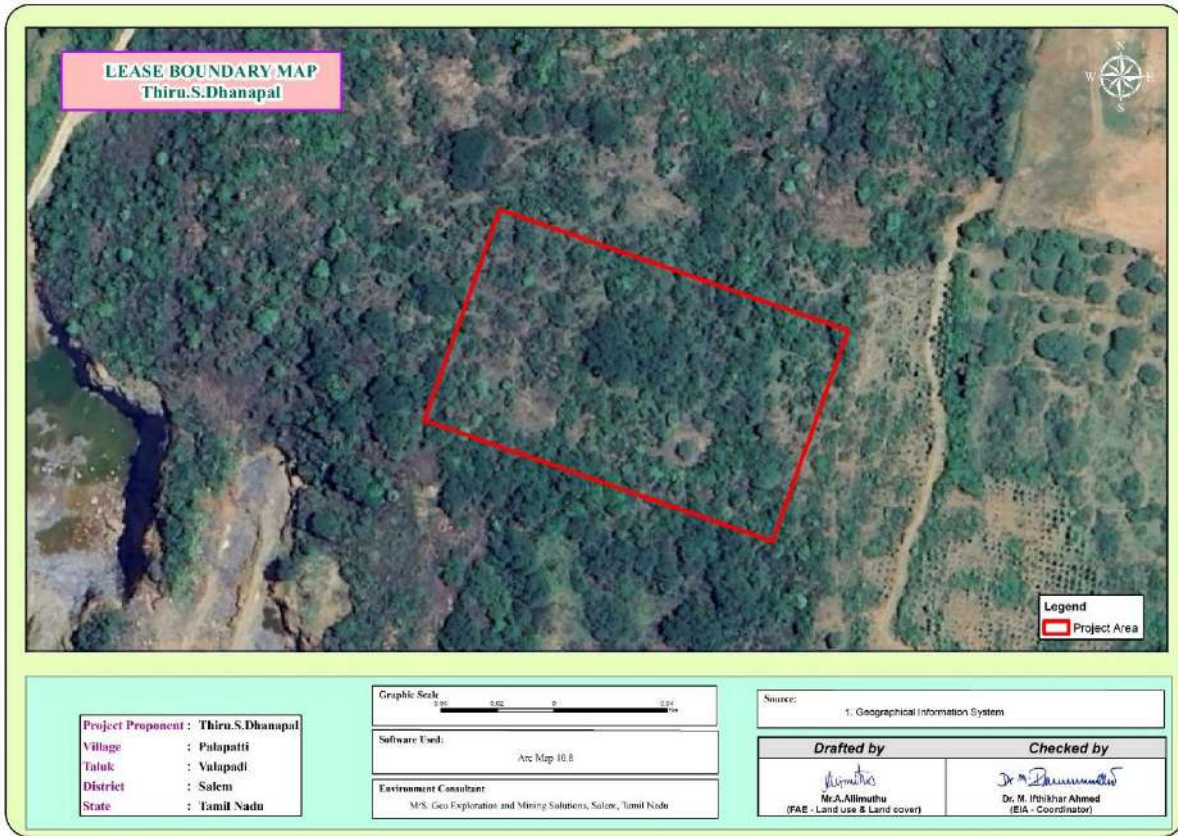 LEASE BOUNDARY MAP
Thiru.S.Dhanapal
N
W E
S
Legend
Project Area
Project Proponent : Thiru.S.Dhanapal
Village : Palapatti
Taluk : Valapadi
District : Salem
State : Tamil Nadu
Graphic Scale
0.04 0.02 0 0.04
Software Used:
Arc Map 10.8
Environment Consultant
M/S. Geo Exploration and Mining Solutions, Salem, Tamil Nadu
Source:
1. Geographical Information System
Drafted by
Mr.A.Allimuthu
(FAE - Land use & Land cover)
Checked by
Dr. M. Ifthikhar Ahmed
(EIA - Coordinator)